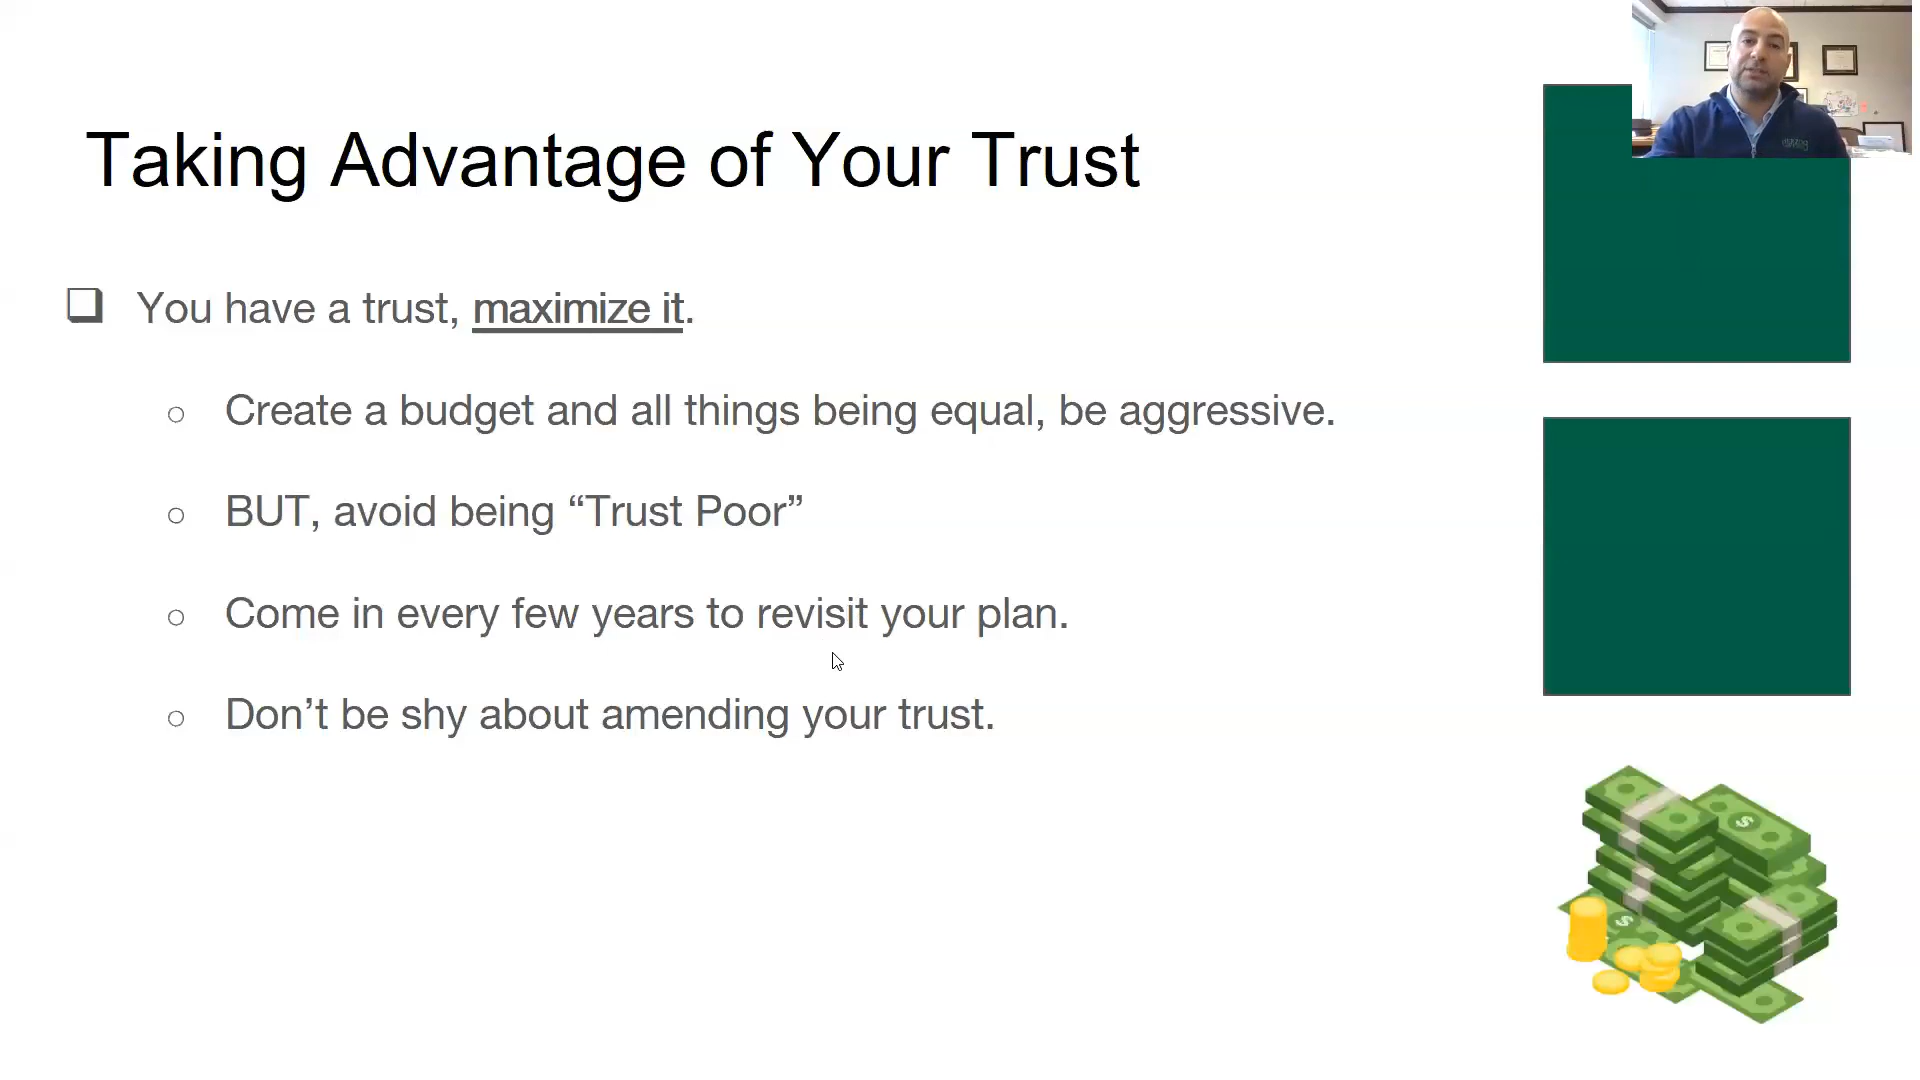 Taking Advantage of Your Trust
You have a trust, maximize it.
Create a budget and all things being equal, be aggressive.
BUT, avoid being “Trust Poor”
Come in every few years to revisit your plan.
Don’t be shy about amending your trust.